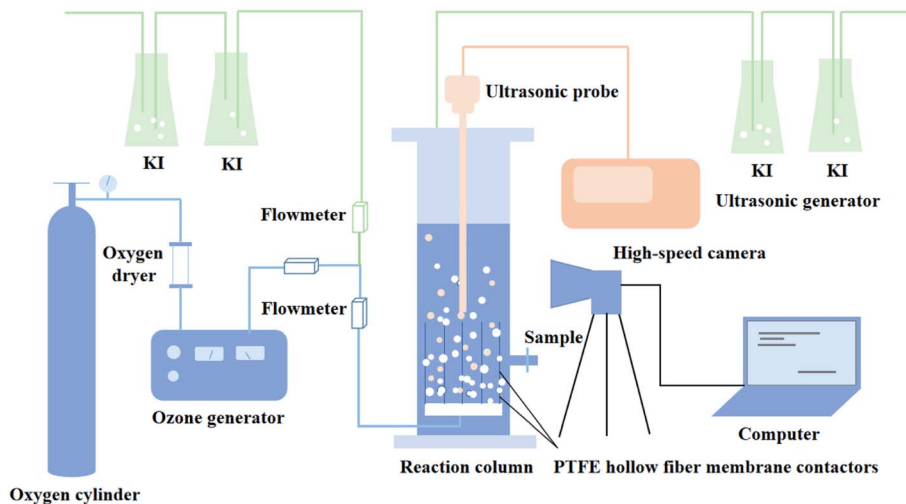 Ultrasonic probe
KI
KI
KI
KI
Ultrasonic generator
Flowmeter
High-speed camera
Oxygen
dryer
Flowmeter
Sample
Ozone generator
Computer
Reaction column
PTFE hollow fiber membrane contactors
Oxygen cylinder